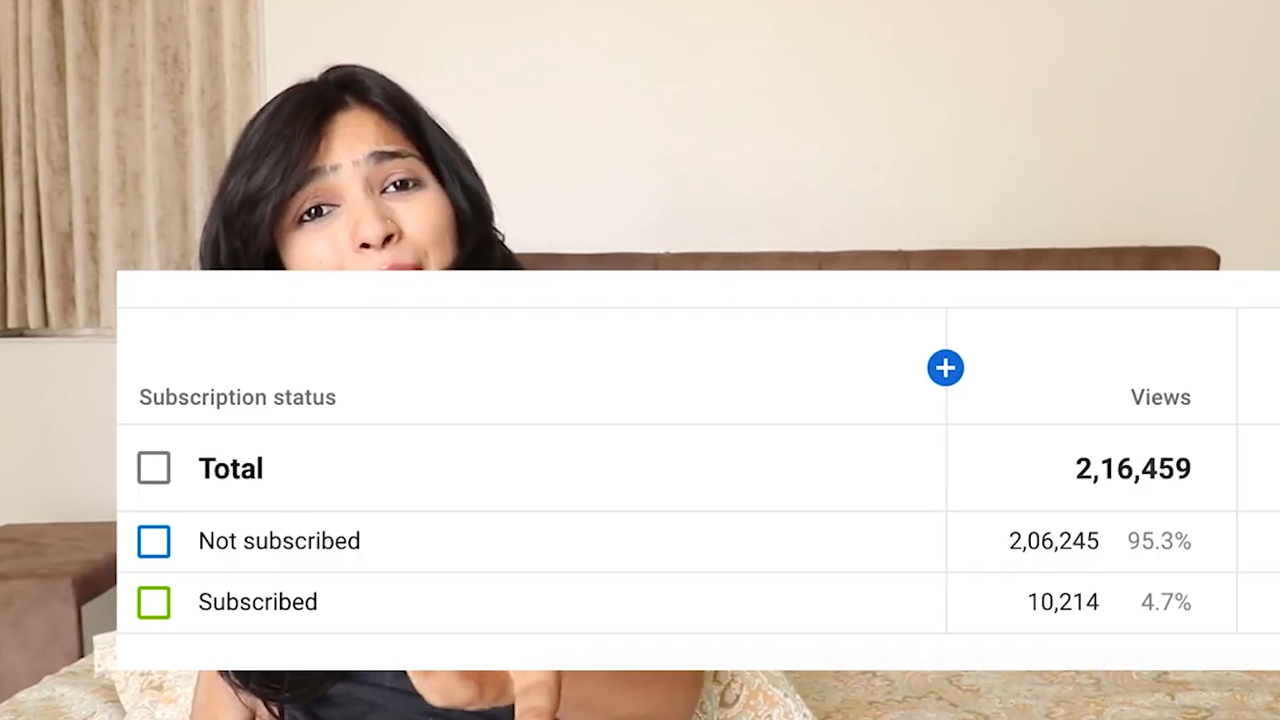 Subscription status Views
Total 2,16,459
Not subscribed 2,06,245 95.3%
Subscribed 10,214 4.7%